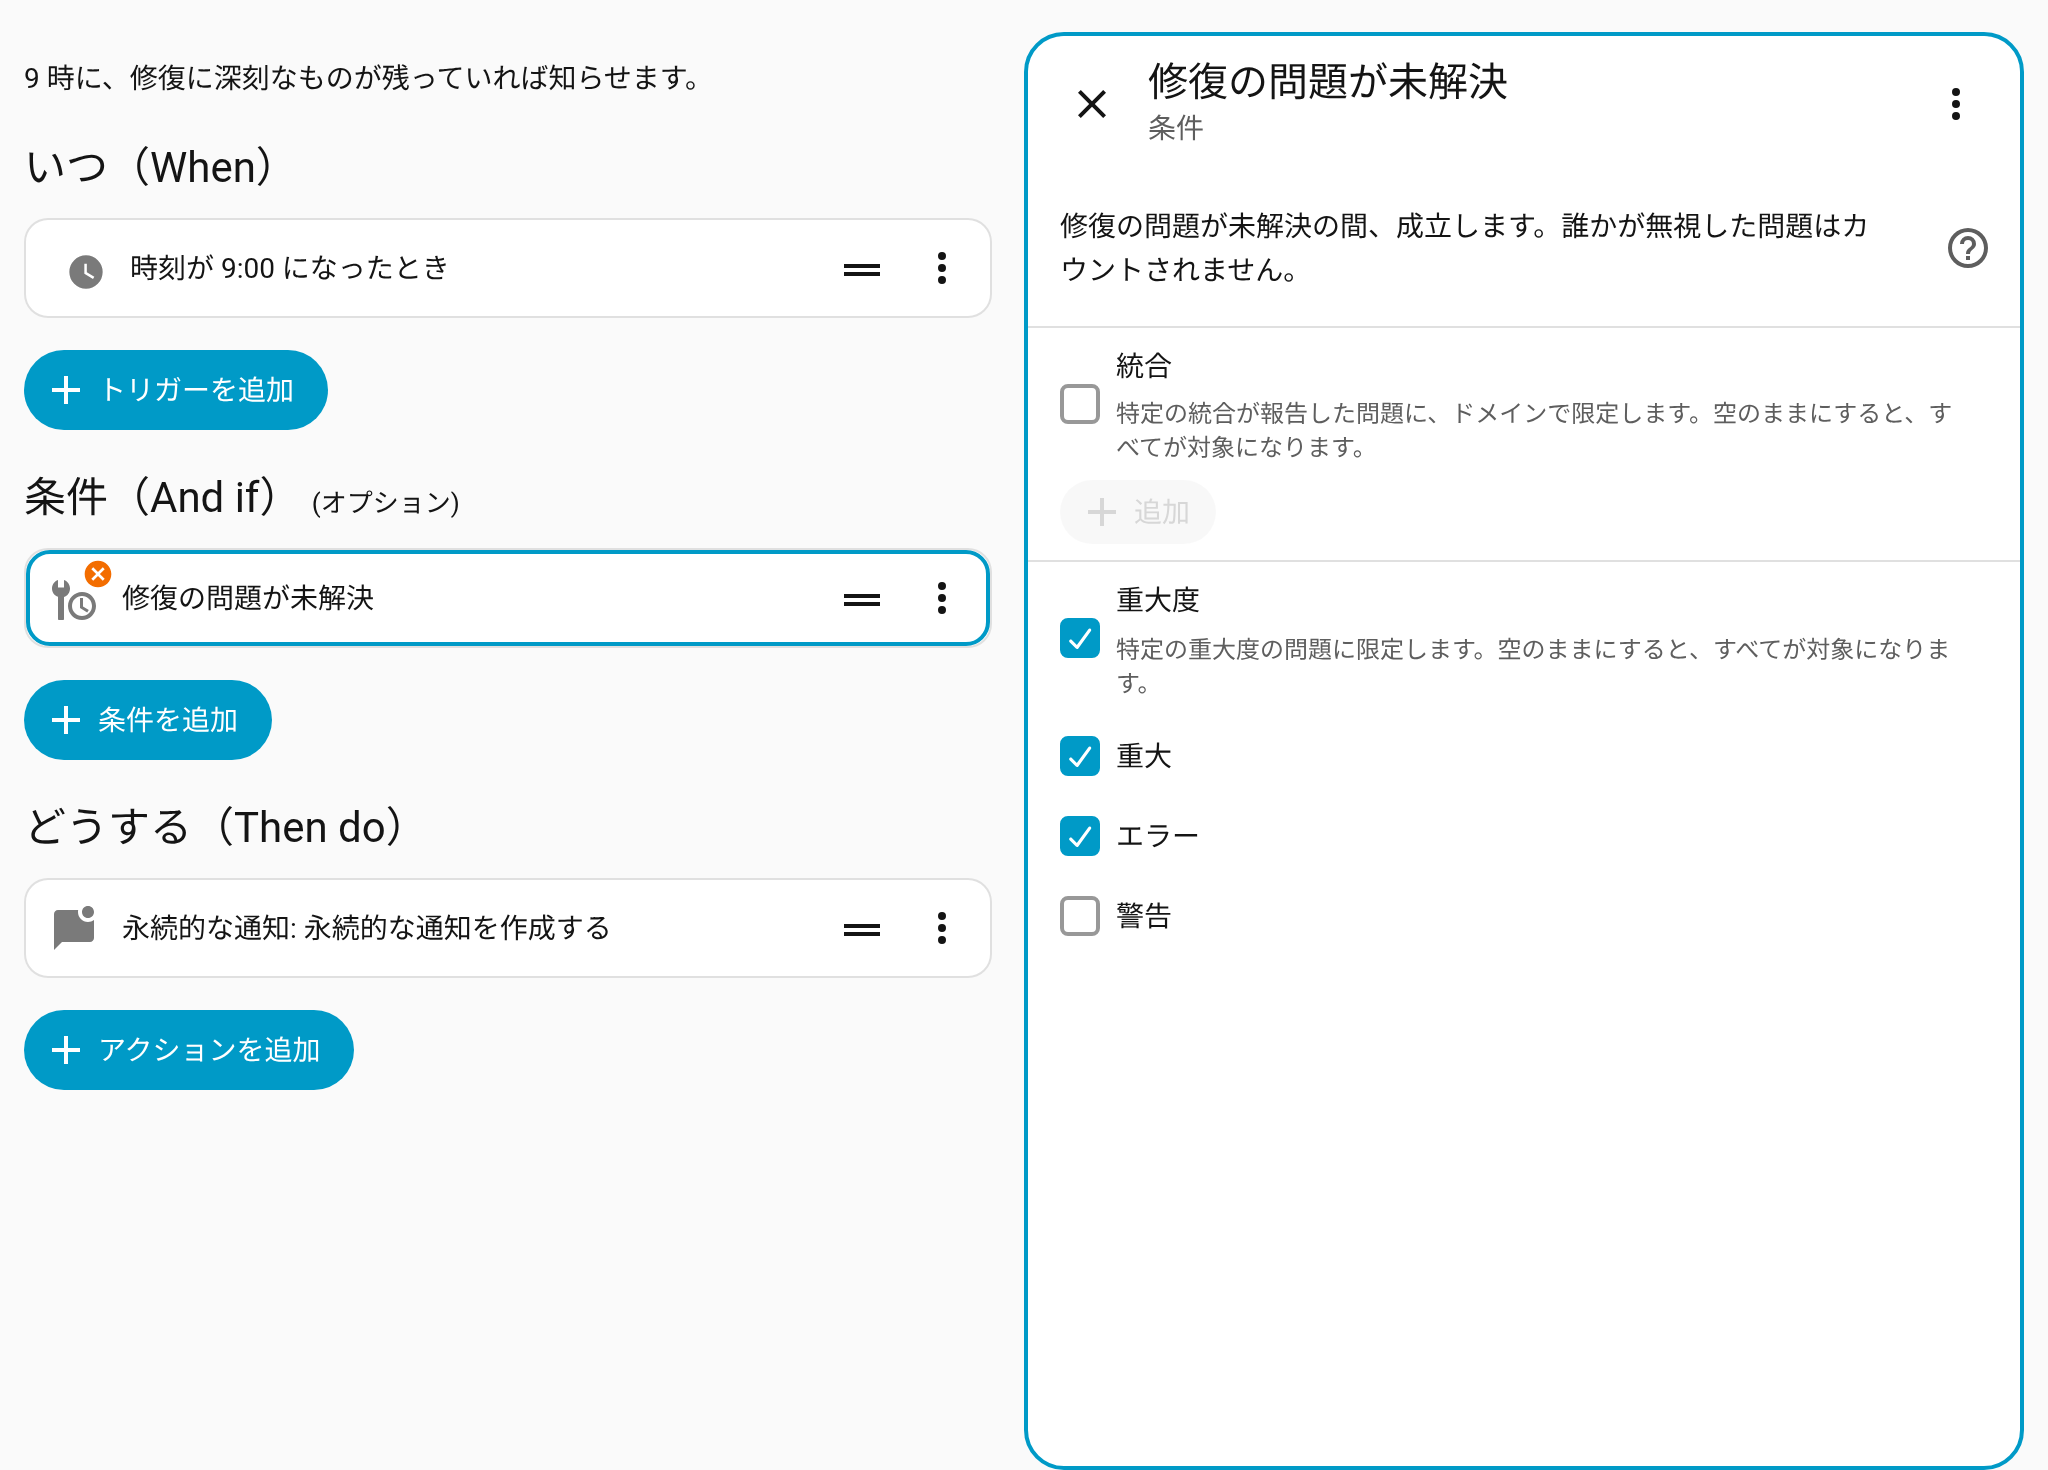 9 時に、修復に深刻なものが残っていれば知らせます。
いつ（When）
時刻が 9:00 になったとき
トリガーを追加
条件（And if） (オプション)
修復の問題が未解決
条件を追加
どうする（Then do）
永続的な通知: 永続的な通知を作成する
アクションを追加
修復の問題が未解決
条件
修復の問題が未解決の間、成立します。誰かが無視した問題はカ
ウントされません。
統合
特定の統合が報告した問題に、ドメインで限定します。空のままにすると、す
べてが対象になります。
追加
重大度
特定の重大度の問題に限定します。空のままにすると、すべてが対象になりま
す。
重大
エラー
警告